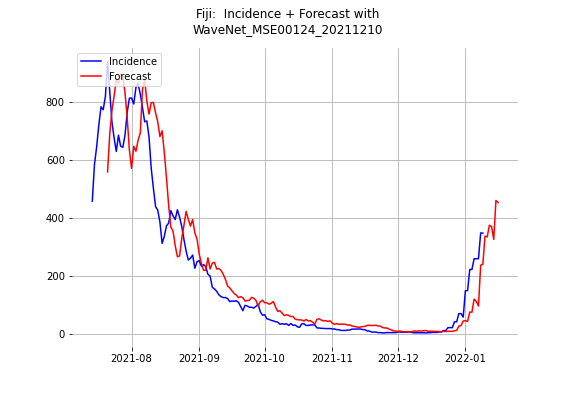 Fiji:  Incidence + Forecast with
WaveNet_MSE00124_20211210
Incidence
Forecast
800
600
400
200
0
2021-08 2021-09 2021-10 2021-11 2021-12 2022-01